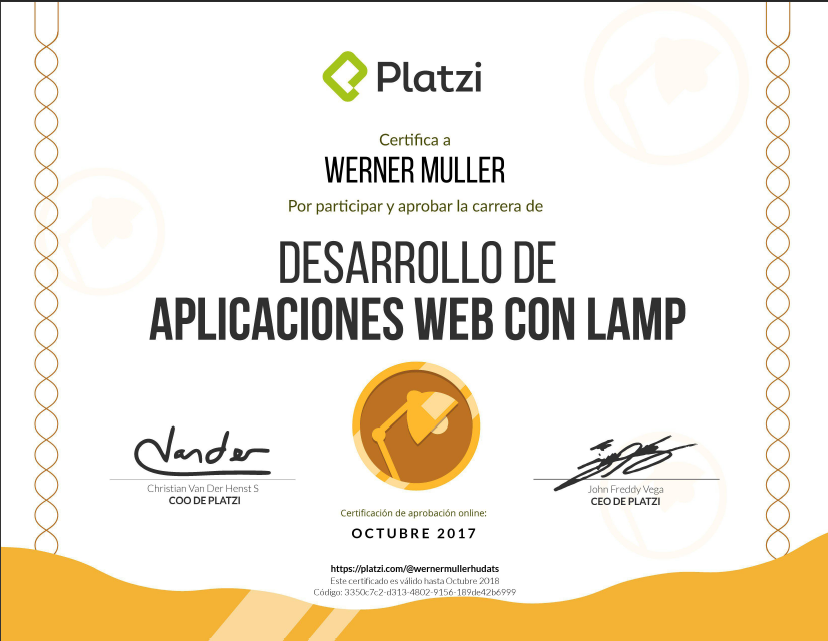 Platzi
Certifica a
WERNER MULLER
Por participar y aprobar la carrera de
DESARROLLO DE
APLICACIONES WEB CON LAMP
Vander
Christian Van Der Henst S
COO DE PLATZI
John Freddy Vega
CEO DE PLATZI
Certificación de aprobación online:
OCTUBRE 2017
https://platzi.com/@wernermullerhudats
Este certificado es válido hasta Octubre 2018
Código: 3350c7c2-d313-4802-9156-189de42b6999